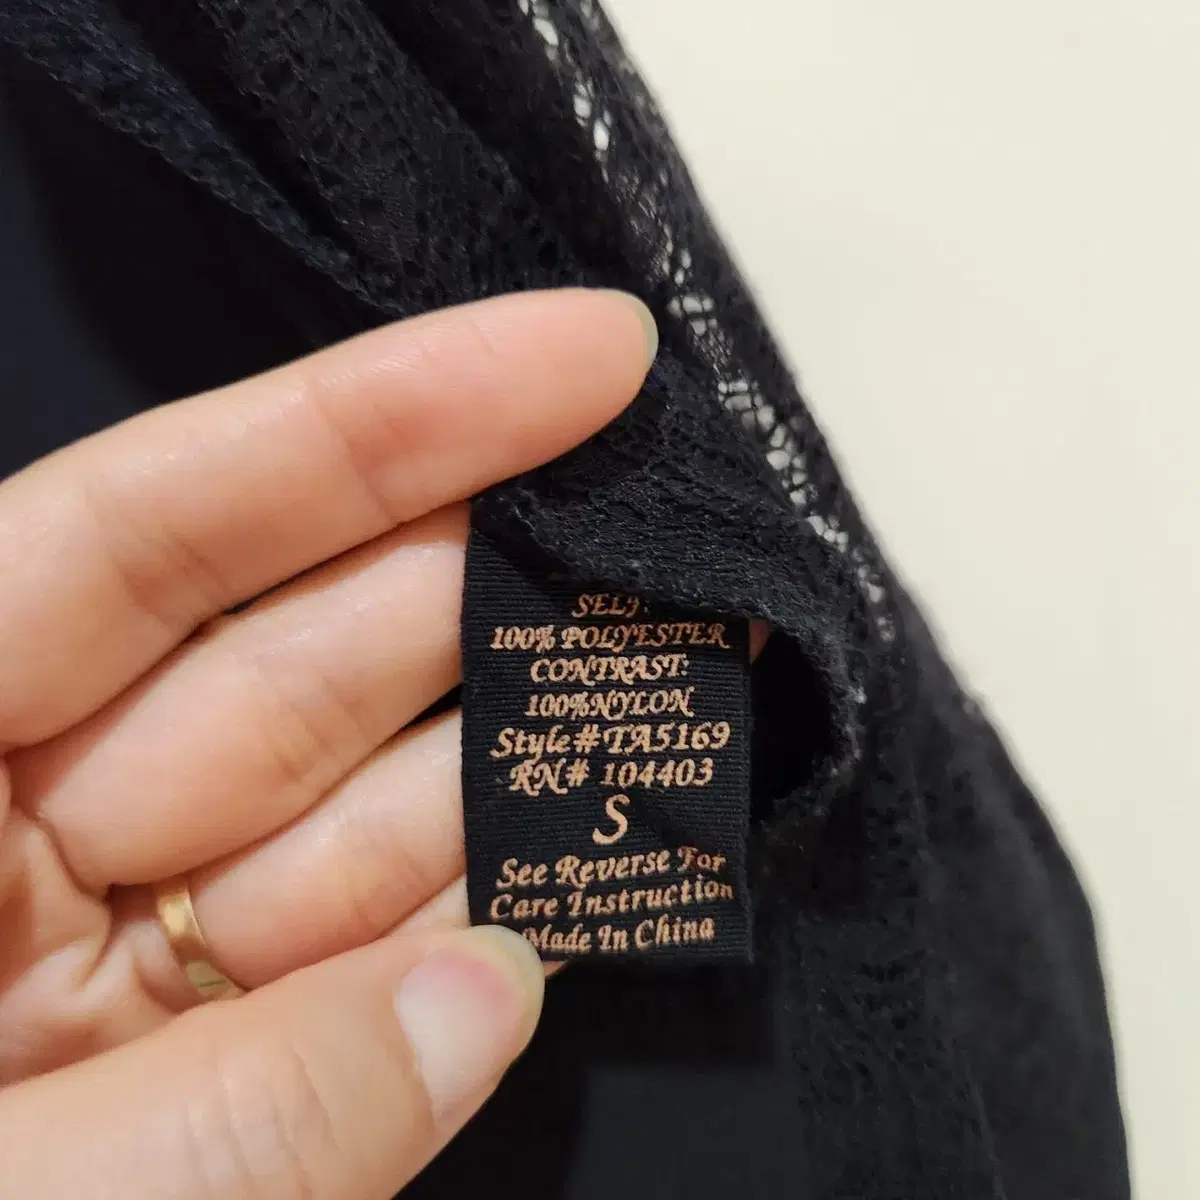 SELF:
100% POLYESTER
CONTRAST:
100%NYLON
Style#TA5169
RN# 104403
S
See Reverse For
Care Instruction
Made In China